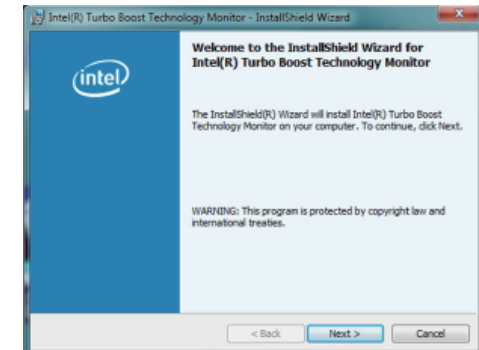 Intel(R) Turbo Boost Technology Monitor - InstallShield Wizard
intel
Welcome to the InstallShield Wizard for
Intel(R) Turbo Boost Technology Monitor
The InstallShield(R) Wizard will install Intel(R) Turbo Boost
Technology Monitor on your computer. To continue, click Next.
WARNING: This program is protected by copyright law and
international treaties.
< Back Next > Cancel